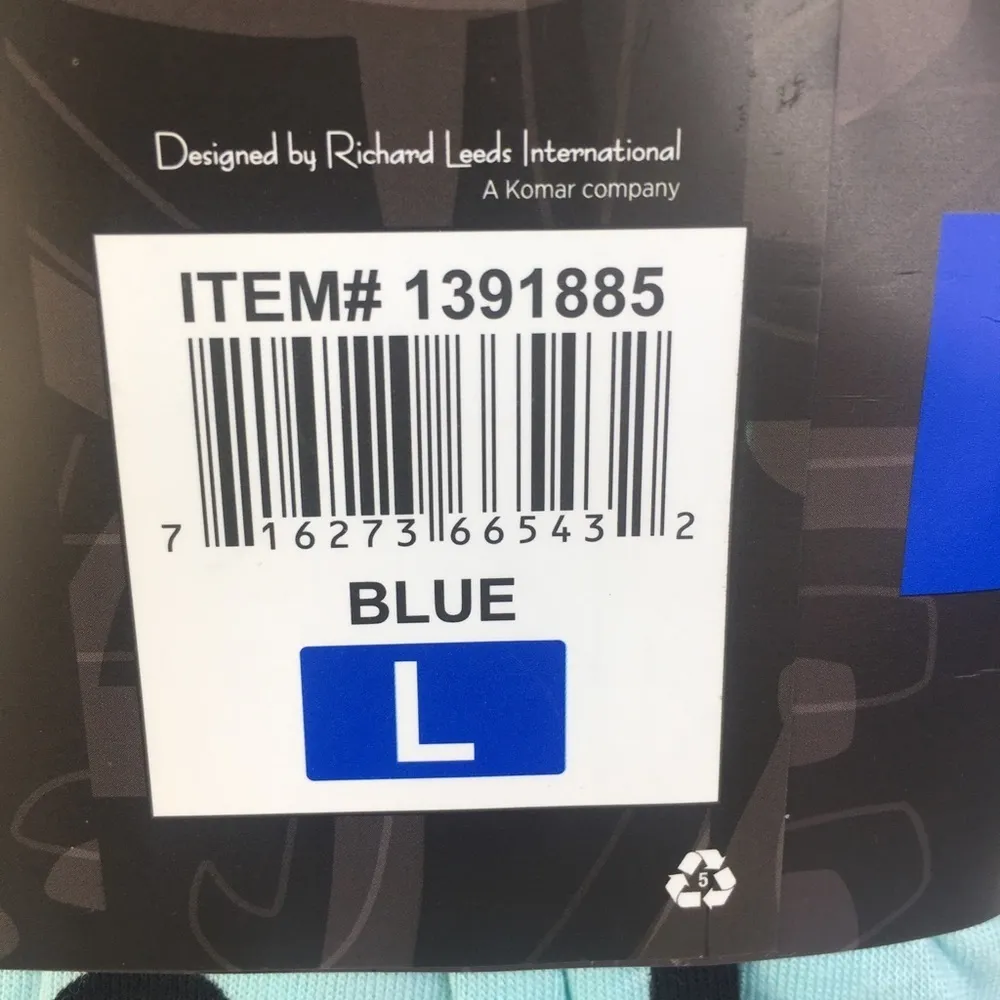 Designed by Richard Leeds International
A Komar company
ITEM# 1391885
7 16273 66543 2
BLUE
L
5